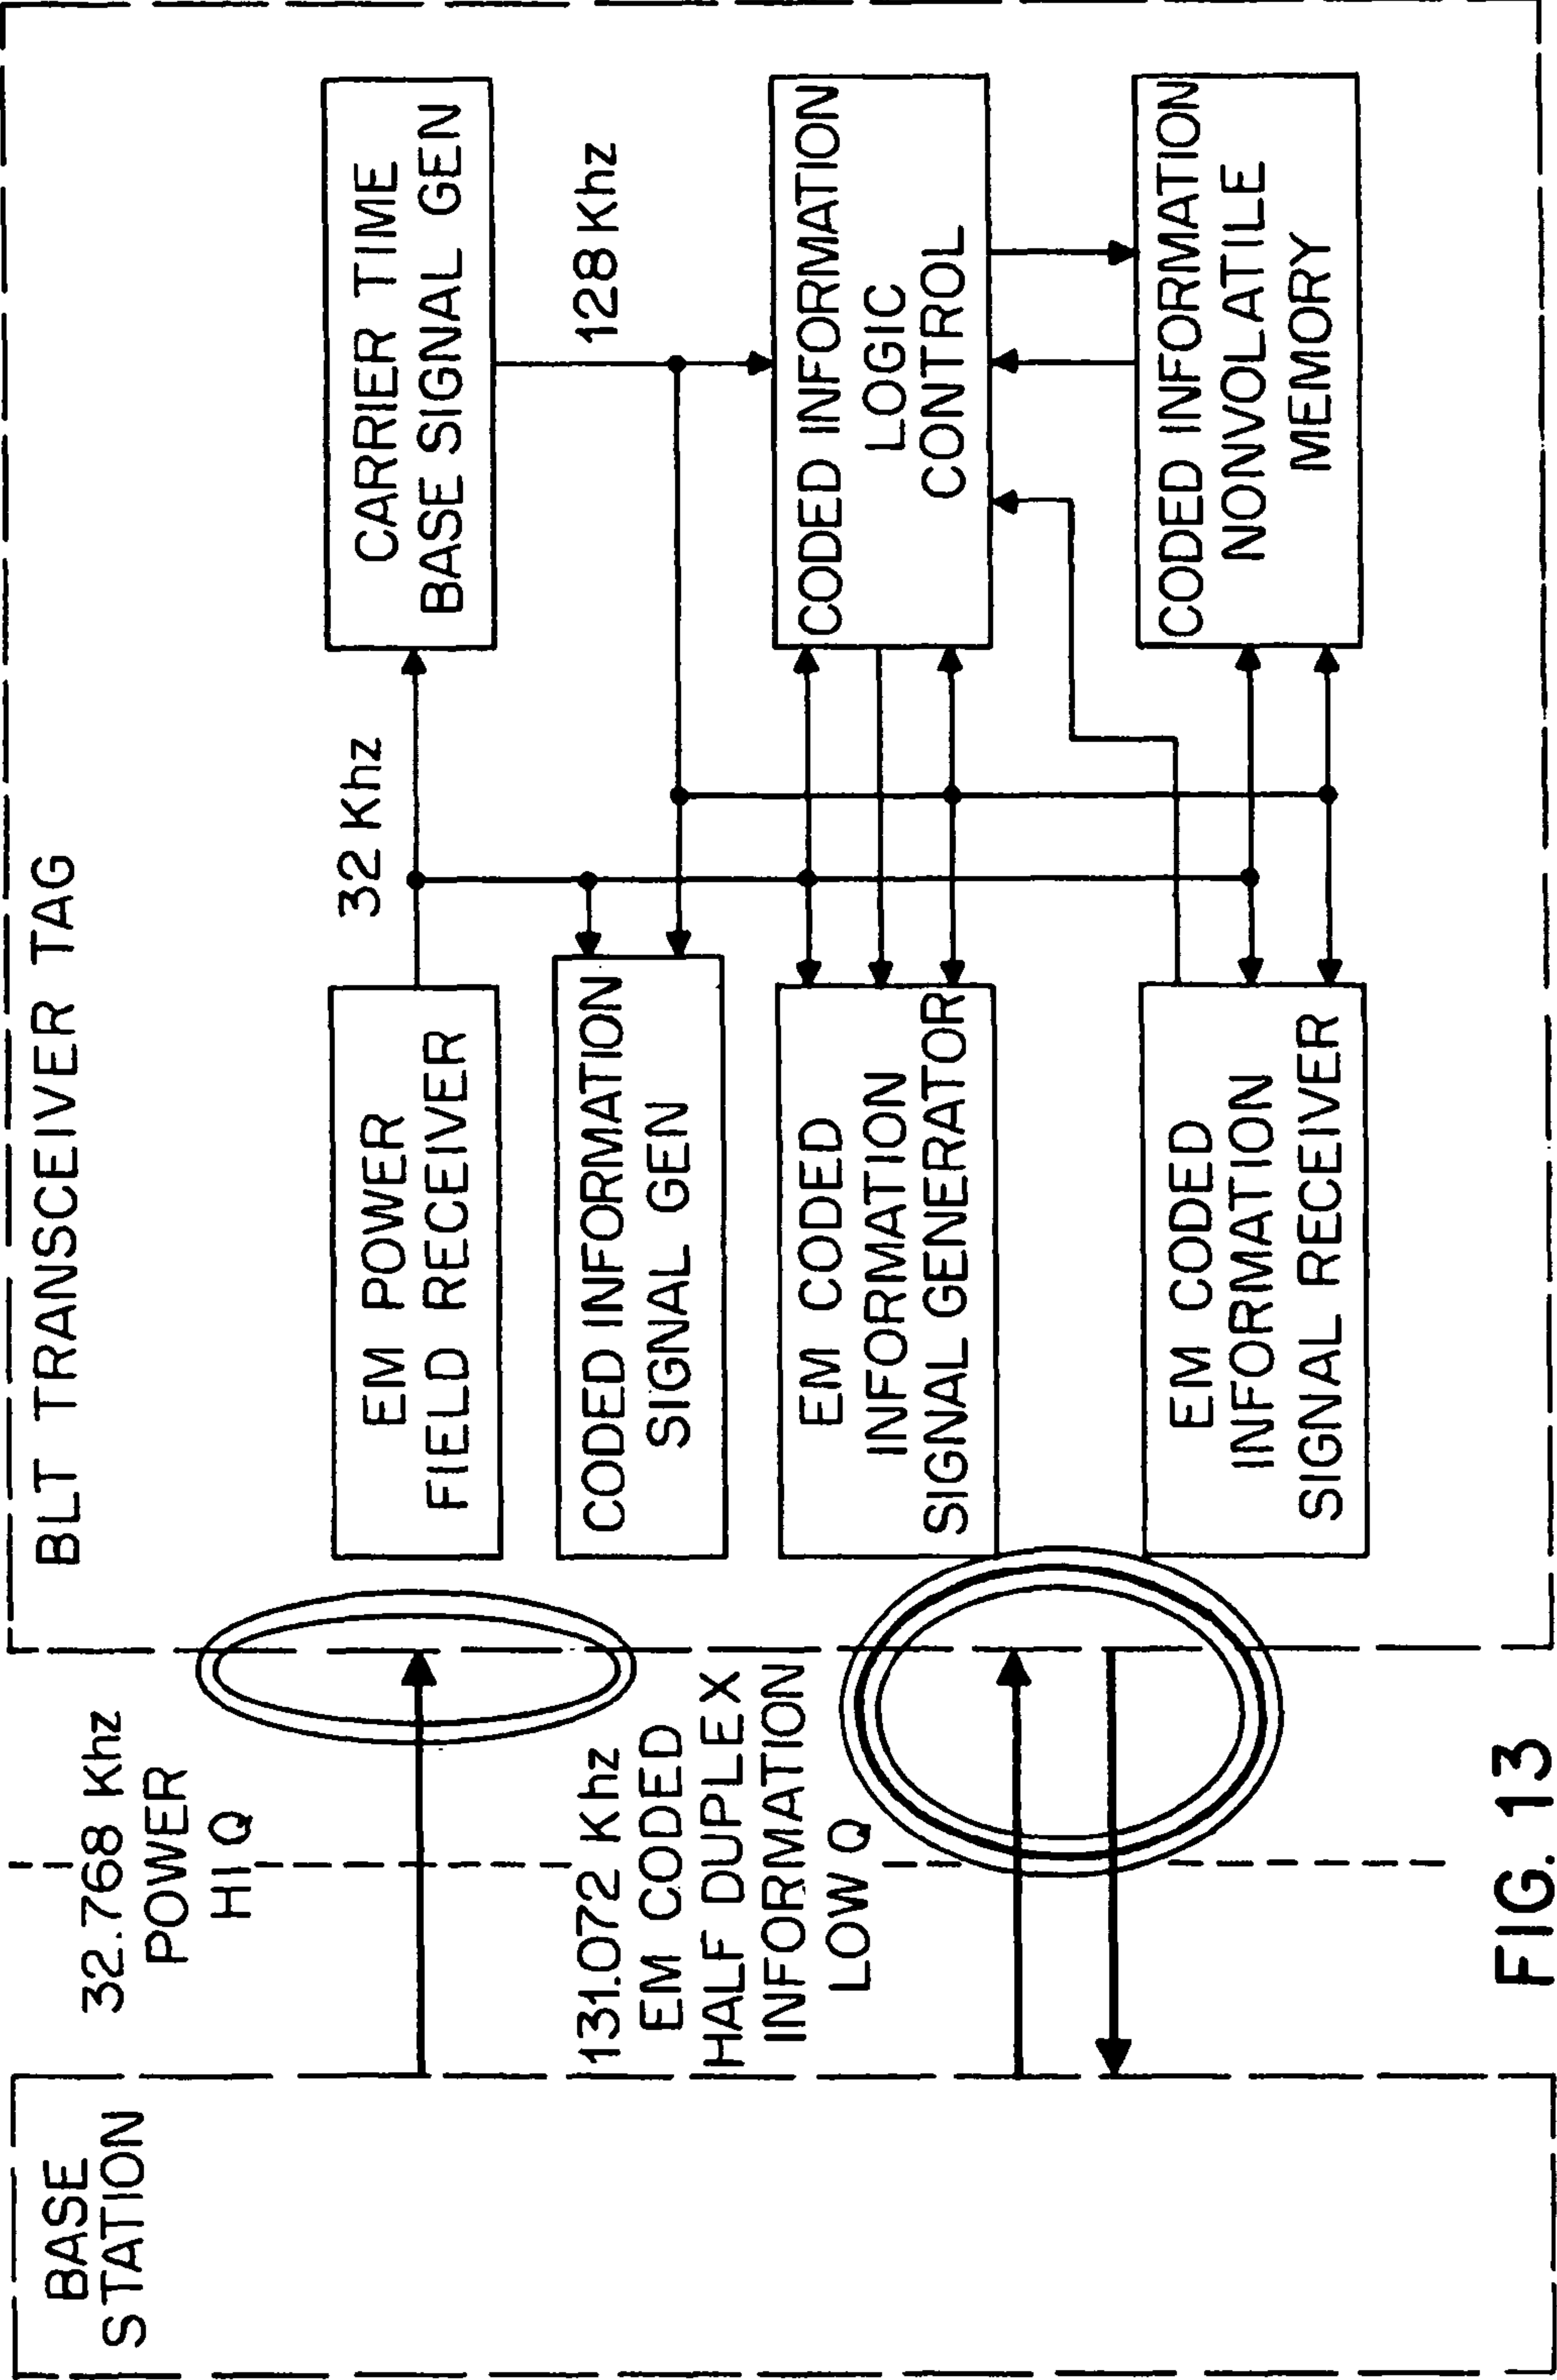 BASE
STATION
32.768 Khz
POWER
HI Q
131.072 Khz
EM CODED
HALF DUPLEX
INFORMATION
LOW Q
BLT TRANSCEIVER TAG
EM POWER
FIELD RECEIVER
32 Khz
CARRIER TIME
BASE SIGNAL GEN
128 Khz
CODED INFORMATION
SIGNAL GEN
EM CODED
INFORMATION
SIGNAL GENERATOR
CODED INFORMATION
LOGIC
CONTROL
EM CODED
INFORMATION
SIGNAL RECEIVER
CODED INFORMATION
NONVOLATILE
MEMORY
FIG. 13